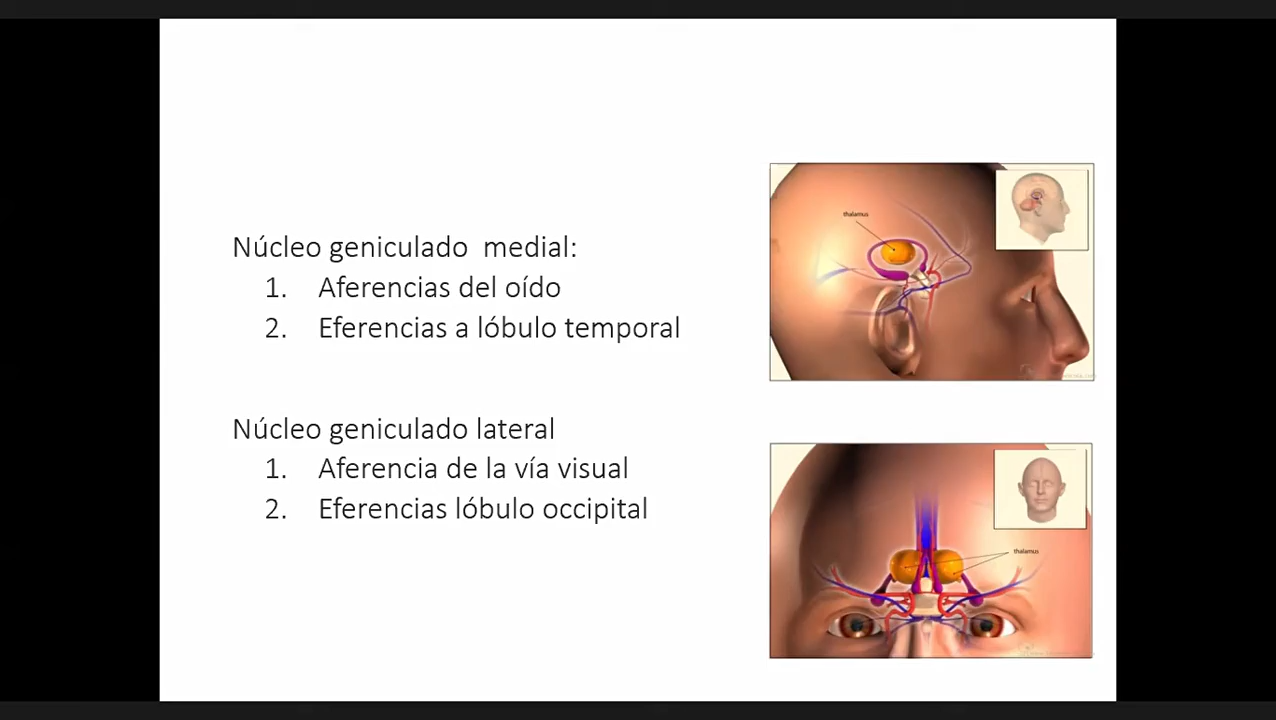 Núcleo geniculado medial:
1. Aferencias del oído
2. Eferencias a lóbulo temporal
Núcleo geniculado lateral
1. Aferencia de la vía visual
2. Eferencias lóbulo occipital
thalamus
thalamus